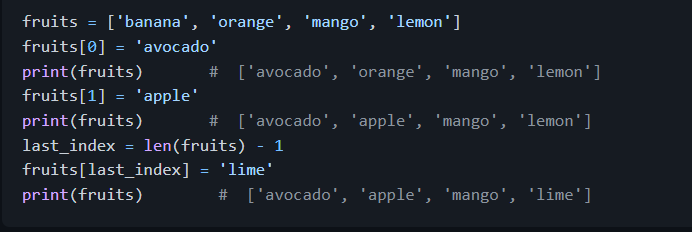 fruits = ['banana', 'orange', 'mango', 'lemon']
fruits[0] = 'avocado'
print(fruits)       #  ['avocado', 'orange', 'mango', 'lemon']
fruits[1] = 'apple'
print(fruits)       #  ['avocado', 'apple', 'mango', 'lemon']
last_index = len(fruits) - 1
fruits[last_index] = 'lime'
print(fruits)        #  ['avocado', 'apple', 'mango', 'lime']